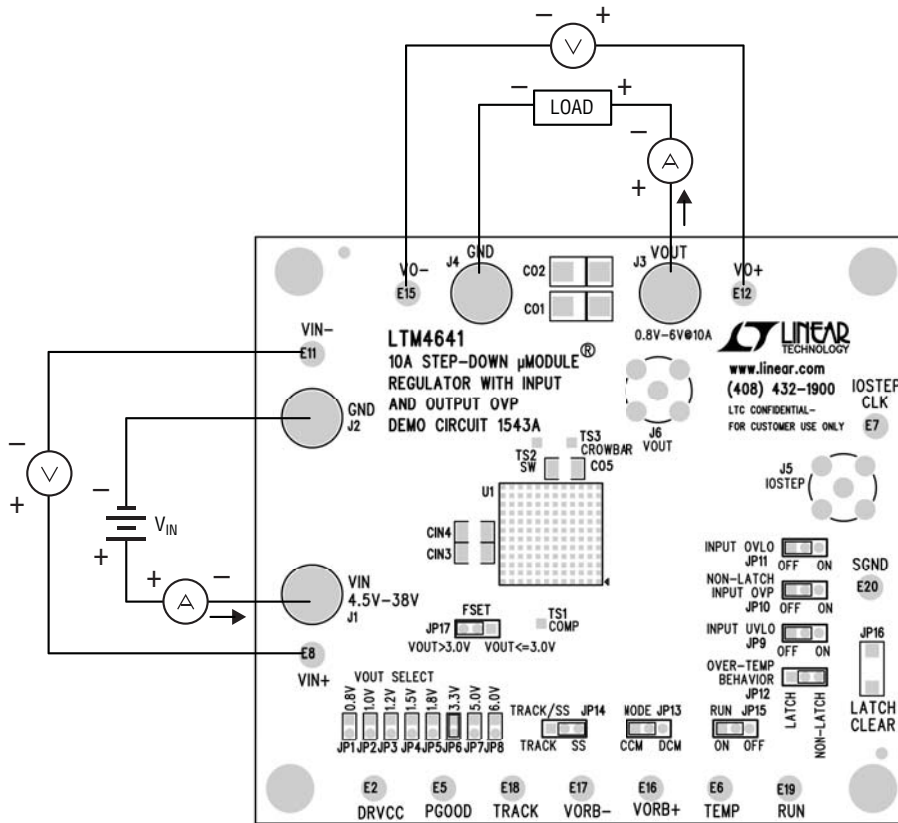 − +
V
− +
LOAD
−
A
+
GND
J4
VOUT
J3
VO-
E15
CO2
CO1
VO+
E12
0.8V-6V@10A
VIN-
E11
GND
J2
LTM4641
10A STEP-DOWN µMODULE®
REGULATOR WITH INPUT
AND OUTPUT OVP
DEMO CIRCUIT 1543A
LINEAR
TECHNOLOGY
www.linear.com
(408) 432-1900
LTC CONFIDENTIAL-
FOR CUSTOMER USE ONLY
IOSTEP
CLK
E7
J6
VOUT
J5
IOSTEP
TS3
CROWBAR
TS2
SW
CO5
U1
CIN4
CIN3
−
V
+
−
VIN
+
+ −
A
VIN
4.5V-38V
J1
E8
VIN+
FSET
JP17
VOUT>3.0V VOUT<=3.0V
TS1
COMP
INPUT OVLO
JP11
OFF ON
NON-LATCH
INPUT OVP
JP10
OFF ON
INPUT UVLO
JP9
OFF ON
OVER-TEMP
BEHAVIOR
JP12
LATCH
NON-LATCH
SGND
E20
JP16
LATCH
CLEAR
VOUT SELECT
0.8V 1.0V 1.2V 1.5V 1.8V 3.3V 5.0V 6.0V
JP1 JP2 JP3 JP4 JP5 JP6 JP7 JP8
TRACK/SS JP14
TRACK SS
MODE JP13
CCM DCM
RUN JP15
ON OFF
E2 E5 E18 E17 E16 E6 E19
DRVCC PGOOD TRACK VORB- VORB+ TEMP RUN